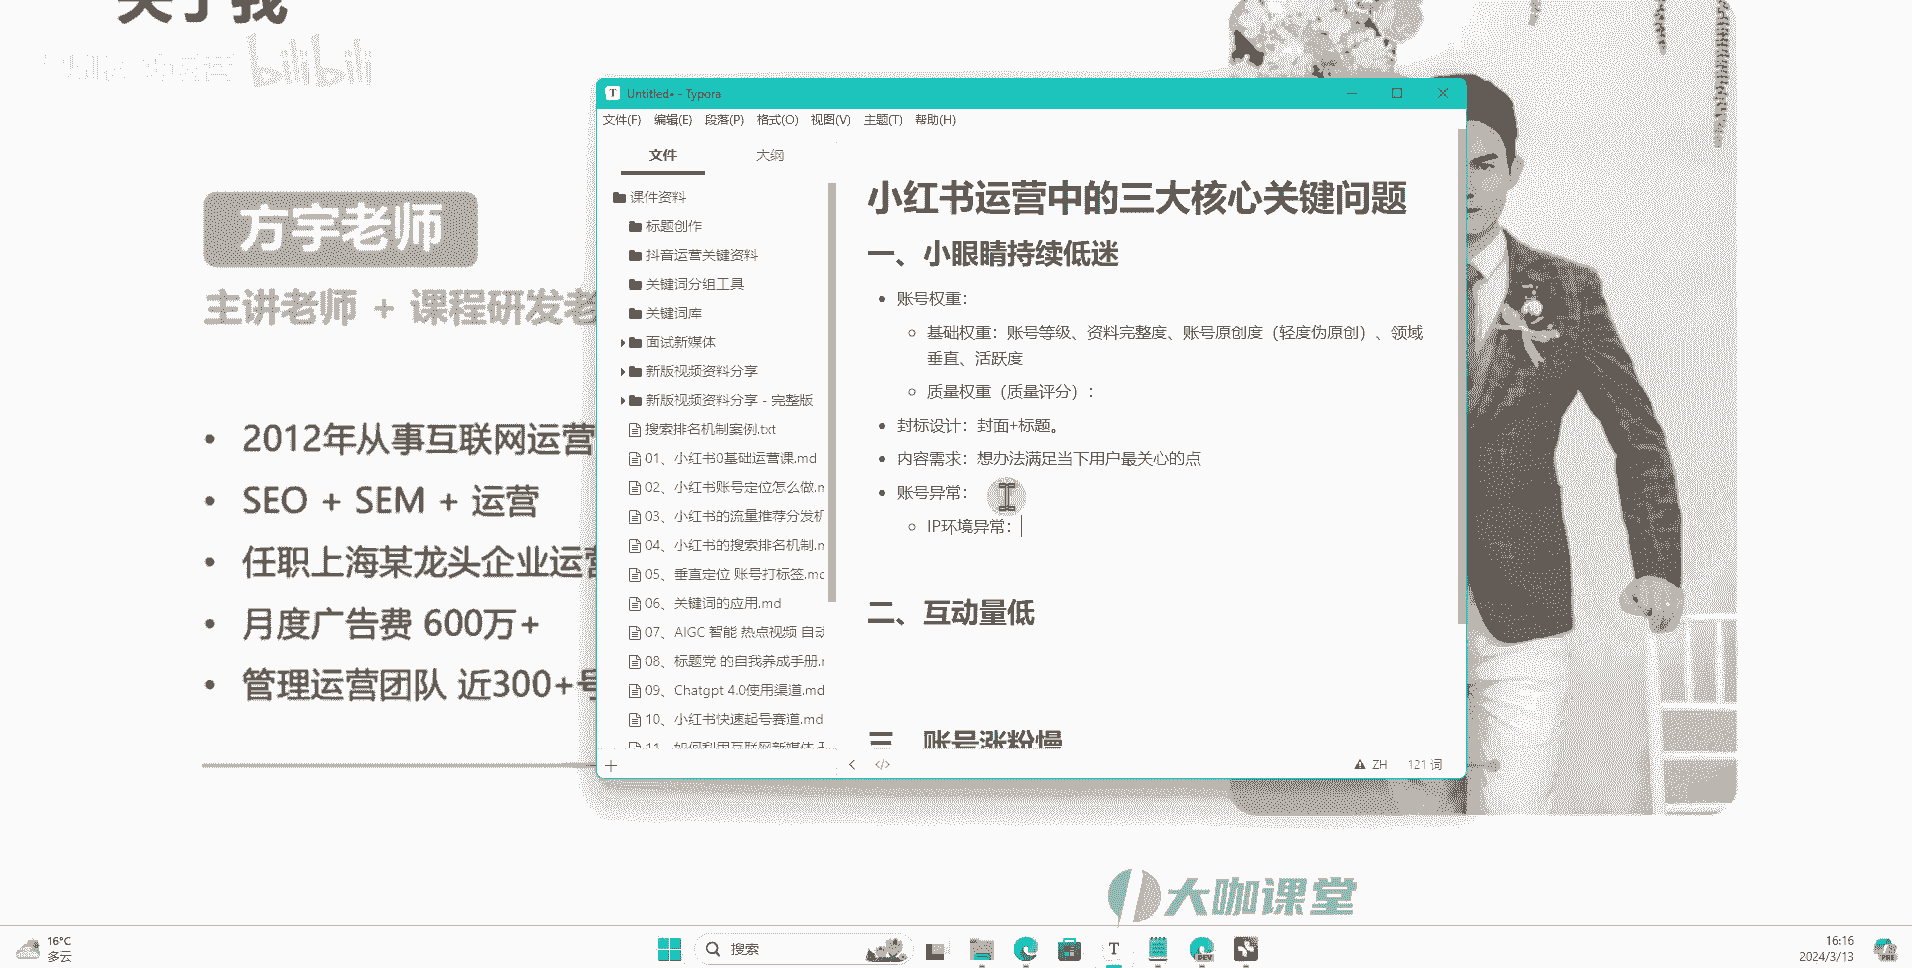 关于我
bilibili
方宇老师
主讲老师 + 课程研发老
2012年从事互联网运营
SEO + SEM + 运营
任职上海某龙头企业运营
月度广告费 600万+
管理运营团队 近300+号
Untitled• - Typora
文件(F) 编辑(E) 段落(P) 格式(O) 视图(V) 主题(T) 帮助(H)
文件 大纲
课件资料
标题创作
抖音运营关键资料
关键词分组工具
关键词库
面试新媒体
新版视频资料分享
新版视频资料分享 - 完整版
搜索排名机制案例.txt
01、小红书0基础运营课.md
02、小红书账号定位怎么做.m
03、小红书的流量推荐分发机
04、小红书的搜索排名机制.m
05、垂直定位 账号打标签.md
06、关键词的应用.md
07、AIGC 智能 热点视频 自动
08、标题党 的自我养成手册.m
09、Chatgpt 4.0使用渠道.md
10、小红书快速起号赛道.md
11、如何利用互联网新媒体
小红书运营中的三大核心关键问题
一、小眼睛持续低迷
账号权重：
基础权重：账号等级、资料完整度、账号原创度（轻度伪原创）、领域
垂直、活跃度
质量权重（质量评分）：
封标设计：封面+标题。
内容需求：想办法满足当下用户最关心的点
账号异常：
IP环境异常：
二、互动量低
三、账号涨粉慢
ZH 121 词
大咖课堂
16°C
多云
搜索
T
DEV
16:16
2024/3/13
PRE